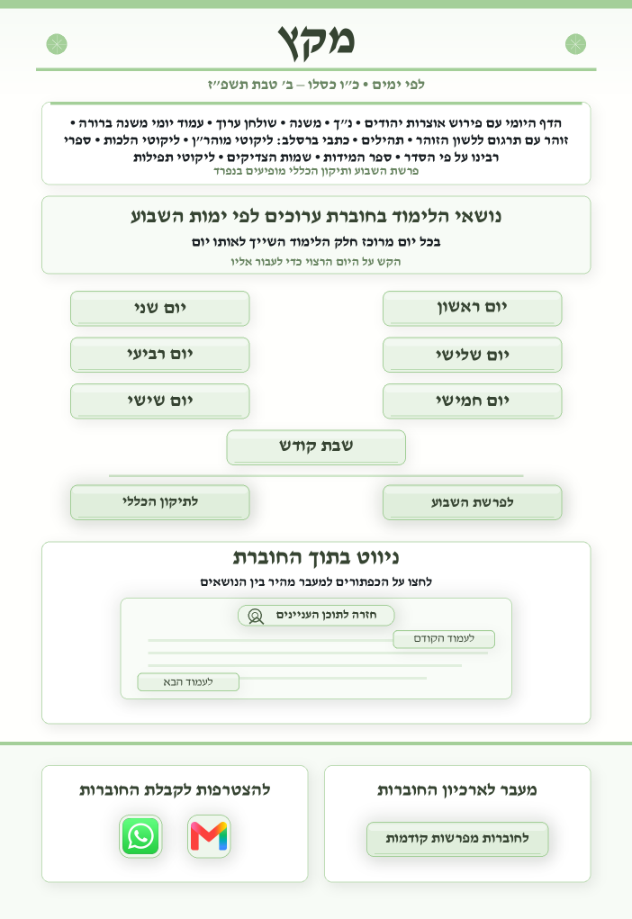 מקץ
לפי ימים • כ״ו כסלו – ב׳ טבת תשפ״ז
הדף היומי עם פירוש אוצרות יהודים • נ״ך • משנה • שולחן ערוך • עמוד יומי משנה ברורה •
זוהר עם תרגום ללשון הזוהר • תהילים • כתבי ברסלב: ליקוטי מוהר״ן • ליקוטי הלכות • ספרי
רבינו על פי הסדר • ספר המידות • שמות הצדיקים • ליקוטי תפילות
פרשת השבוע ותיקון הכללי מופיעים בנפרד
נושאי הלימוד בחוברת ערוכים לפי ימות השבוע
בכל יום מרוכז חלק הלימוד השייך לאותו יום
הקש על היום הרצוי כדי לעבור אליו
יום ראשון
יום שני
יום שלישי
יום רביעי
יום חמישי
יום שישי
שבת קודש
לפרשת השבוע
לתיקון הכללי
ניווט בתוך החוברת
לחצו על הכפתורים למעבר מהיר בין הנושאים
חזרה לתוכן העניינים
לעמוד הקודם
לעמוד הבא
מעבר לארכיון החוברות
לחוברות מפרשות קודמות
להצטרפות לקבלת החוברות